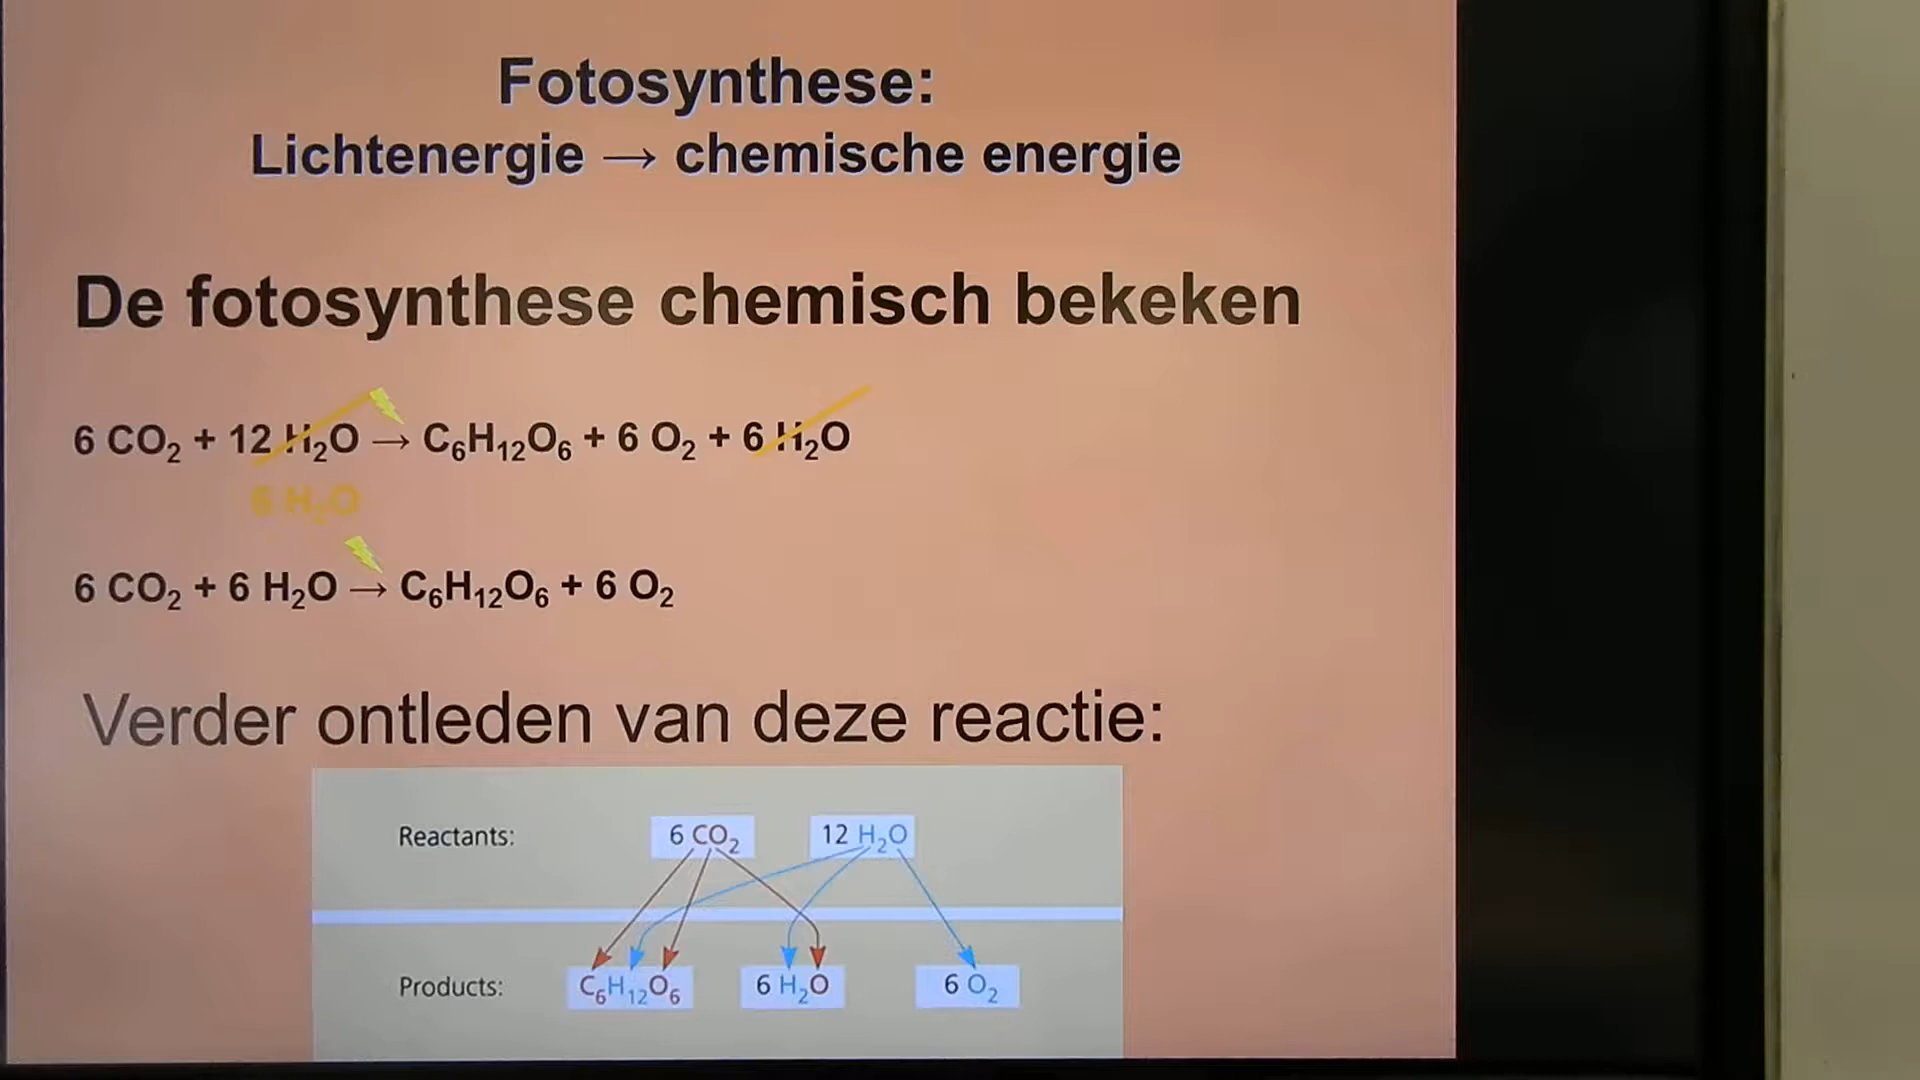 Fotosynthese:
Lichtenergie → chemische energie
De fotosynthese chemisch bekeken
6 CO₂ + 12 H₂O → C₆H₁₂O₆ + 6 O₂ + 6 H₂O
6 H₂O
6 CO₂ + 6 H₂O → C₆H₁₂O₆ + 6 O₂
Verder ontleden van deze reactie:
Reactants: 6 CO₂ 12 H₂O
Products: C₆H₁₂O₆ 6 H₂O 6 O₂